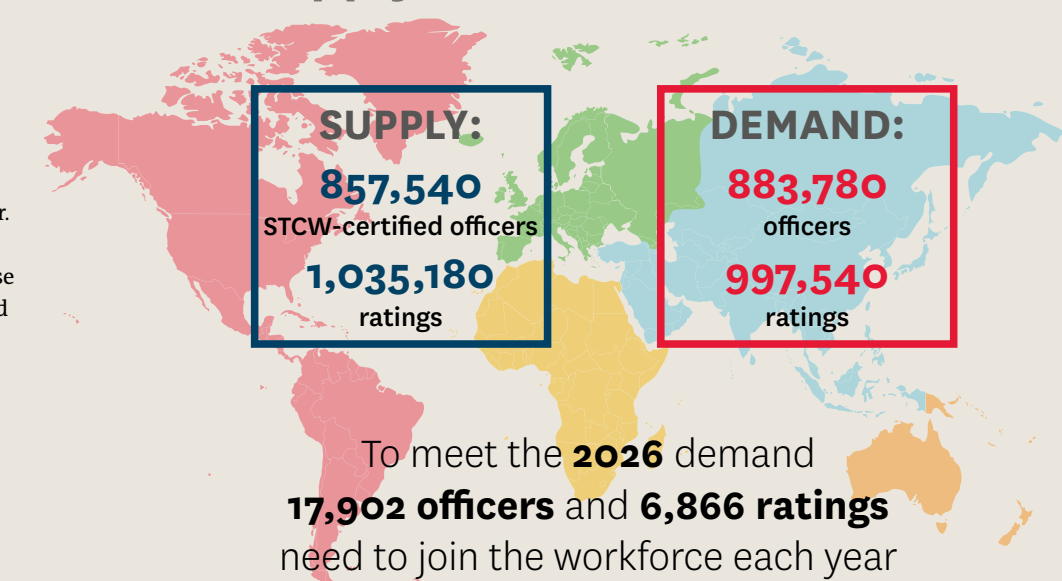 SUPPLY:
857,540
STCW-certified officers
1,035,180
ratings
DEMAND:
883,780
officers
997,540
ratings
To meet the 2026 demand
17,902 officers and 6,866 ratings
need to join the workforce each year